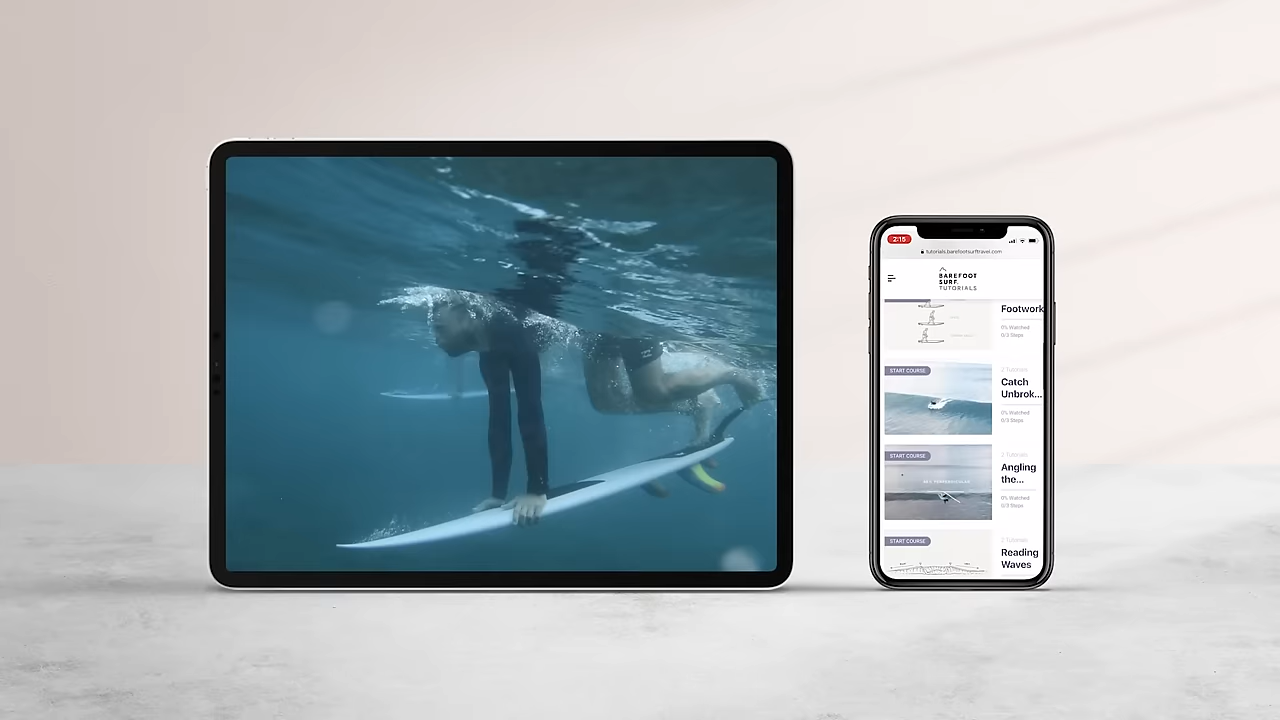 2:15
tutorials.barefootsurftravel.com
BAREFOOT
SURF.
TUTORIALS
Footwork
0% Watched
0/3 Steps
START COURSE
2 Tutorials
Catch
Unbrok...
0% Watched
0/3 Steps
START COURSE
2 Tutorials
Angling
the...
0% Watched
0/3 Steps
START COURSE
2 Tutorials
Reading
Waves